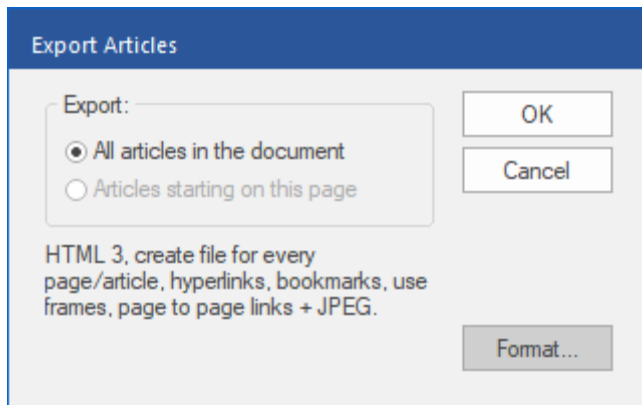 Export Articles
Export:
All articles in the document
Articles starting on this page
OK
Cancel
HTML 3, create file for every
page/article, hyperlinks, bookmarks, use
frames, page to page links + JPEG.
Format...